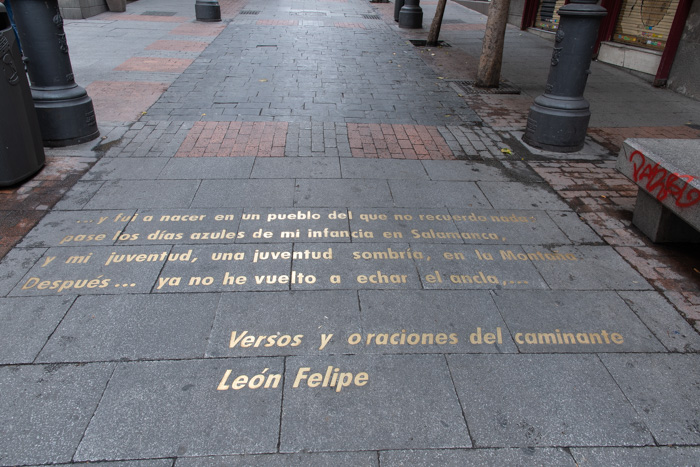 ...y fui a nacer en un pueblo del que no recuerdo nada;
pase los días azules de mi infancia en Salamanca,
y mi juventud, una juventud sombría, en la Montaña
Después... ya no he vuelto a echar el ancla,...
Versos y oraciones del caminante
León Felipe